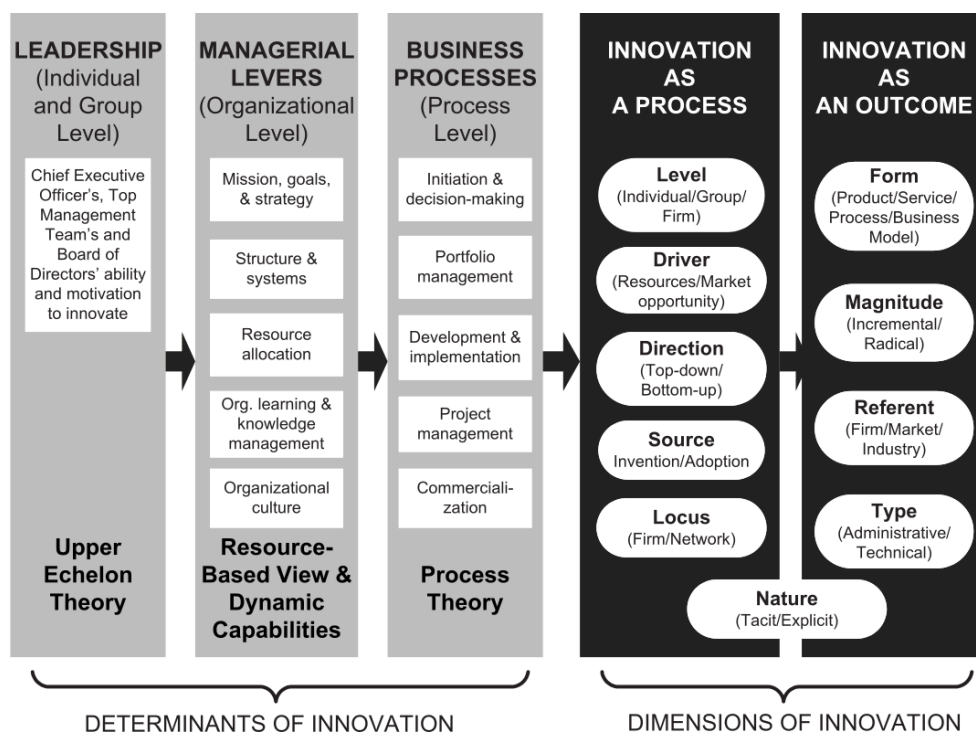 LEADERSHIP
(Individual
and Group
Level)
Chief Executive
Officer’s, Top
Management
Team’s and
Board of
Directors’ ability
and motivation
to innovate
Upper
Echelon
Theory
MANAGERIAL
LEVERS
(Organizational
Level)
Mission, goals,
& strategy
Structure &
systems
Resource
allocation
Org. learning &
knowledge
management
Organizational
culture
Resource-
Based View &
Dynamic
Capabilities
BUSINESS
PROCESSES
(Process
Level)
Initiation &
decision-making
Portfolio
management
Development &
implementation
Project
management
Commerciali-
zation
Process
Theory
INNOVATION
AS
A PROCESS
Level
(Individual/Group/
Firm)
Driver
(Resources/Market
opportunity)
Direction
(Top-down/
Bottom-up)
Source
Invention/Adoption
Locus
(Firm/Network)
INNOVATION
AS
AN OUTCOME
Form
(Product/Service/
Process/Business
Model)
Magnitude
(Incremental/
Radical)
Referent
(Firm/Market/
Industry)
Type
(Administrative/
Technical)
Nature
(Tacit/Explicit)
DETERMINANTS OF INNOVATION
DIMENSIONS OF INNOVATION